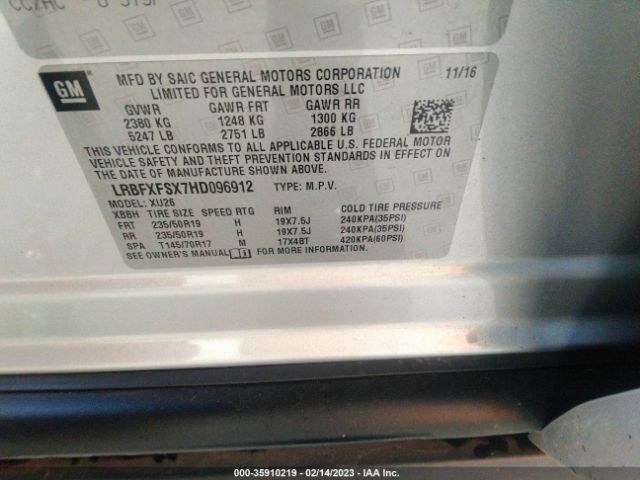 GM
MFD BY SAIC GENERAL MOTORS CORPORATION 11/16
LIMITED FOR GENERAL MOTORS LLC
GVWR GAWR FRT GAWR RR
2380 KG 1248 KG 1300 KG
5247 LB 2751 LB 2866 LB
THIS VEHICLE CONFORMS TO ALL APPLICABLE U.S. FEDERAL MOTOR
VEHICLE SAFETY AND THEFT PREVENTION STANDARDS IN EFFECT ON
THE DATE OF MANUFACTURE SHOWN ABOVE.
LRBFXFSX7HD096912 TYPE: M.P.V.
MODEL: XU26
XBBH TIRE SIZE SPEED RTG RIM COLD TIRE PRESSURE
FRT 235/50R19 H 19X7.5J 240KPA(35PSI)
RR 235/50R19 H 19X7.5J 240KPA(35PSI)
SPA T145/70R17 M 17X4BT 420KPA(60PSI)
SEE OWNER'S MANUAL
000-35910219 - 02/14/2023 - IAA Inc.